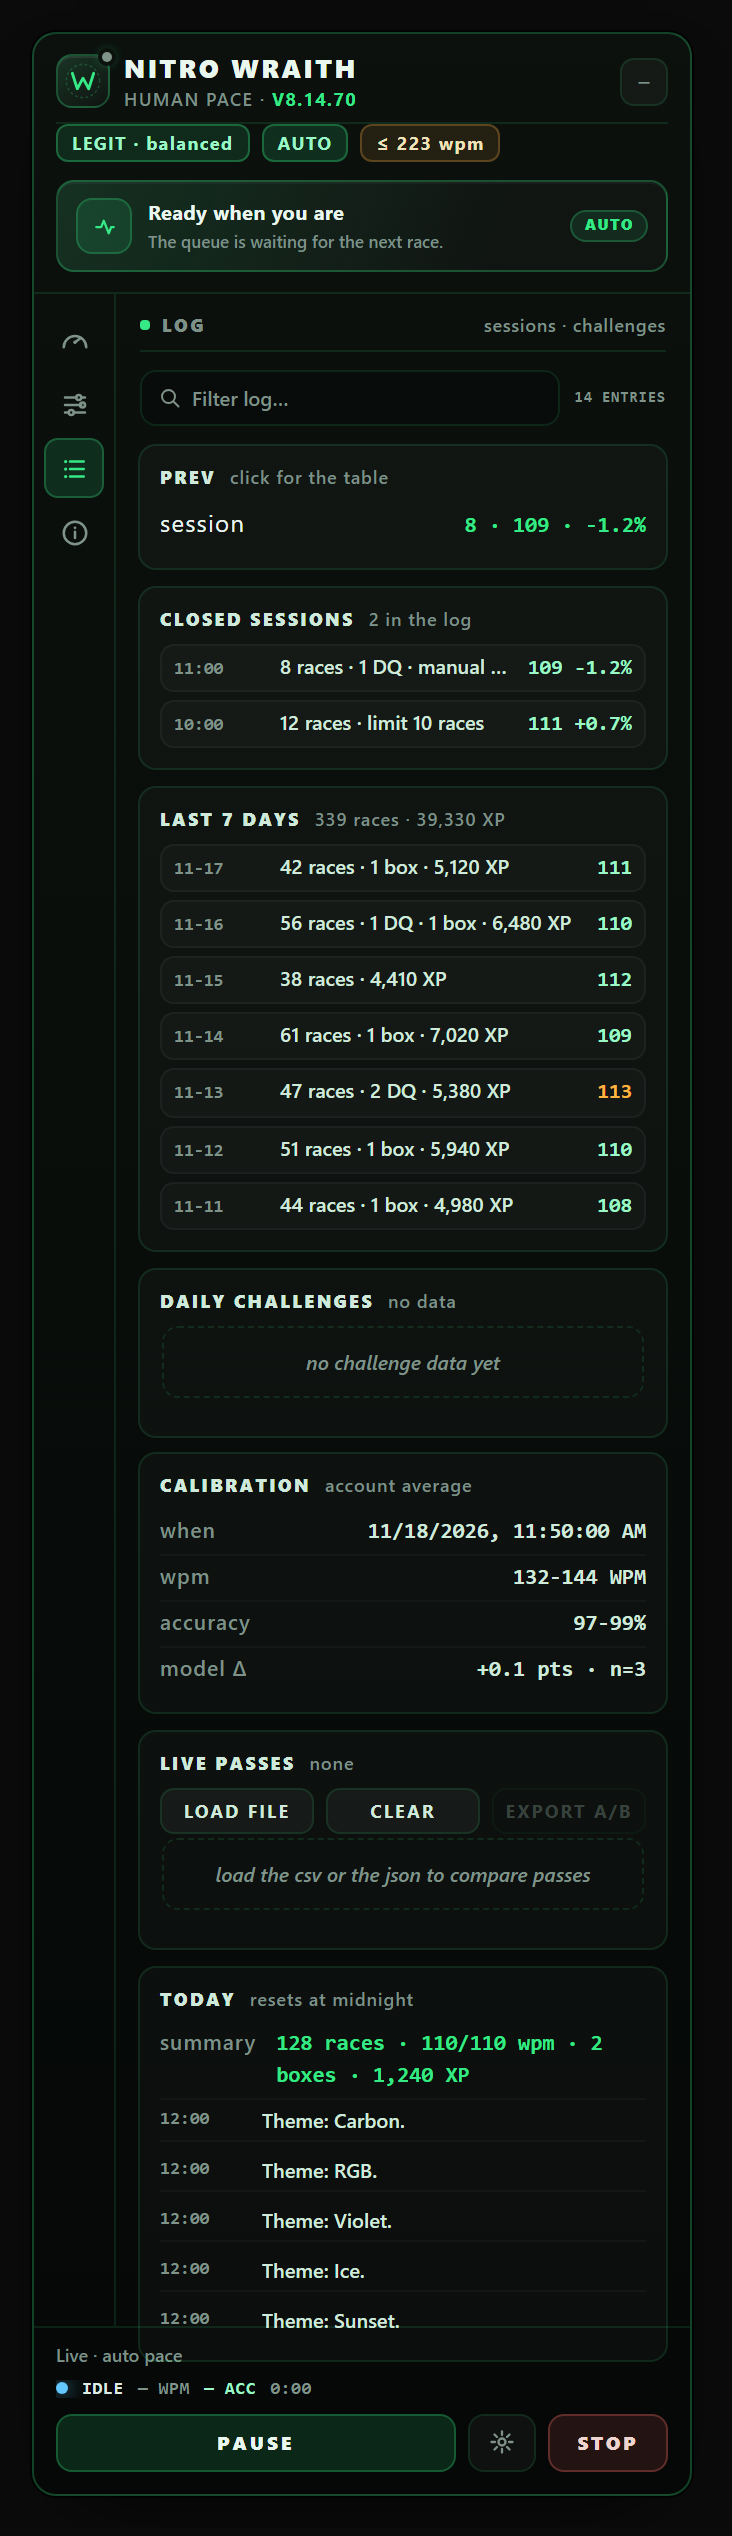 W
NITRO WRAITH
HUMAN PACE · V8.14.70
–
LEGIT · balanced
AUTO
≤ 223 wpm
Ready when you are
The queue is waiting for the next race.
AUTO
LOG
sessions · challenges
Filter log...
14 ENTRIES
PREV click for the table
session 8 · 109 · -1.2%
CLOSED SESSIONS 2 in the log
11:00 8 races · 1 DQ · manual ... 109 -1.2%
10:00 12 races · limit 10 races 111 +0.7%
LAST 7 DAYS 339 races · 39,330 XP
11-17 42 races · 1 box · 5,120 XP 111
11-16 56 races · 1 DQ · 1 box · 6,480 XP 110
11-15 38 races · 4,410 XP 112
11-14 61 races · 1 box · 7,020 XP 109
11-13 47 races · 2 DQ · 5,380 XP 113
11-12 51 races · 1 box · 5,940 XP 110
11-11 44 races · 1 box · 4,980 XP 108
DAILY CHALLENGES no data
no challenge data yet
CALIBRATION account average
when 11/18/2026, 11:50:00 AM
wpm 132-144 WPM
accuracy 97-99%
model Δ +0.1 pts · n=3
LIVE PASSES none
LOAD FILE CLEAR EXPORT A/B
load the csv or the json to compare passes
TODAY resets at midnight
summary 128 races · 110/110 wpm · 2
boxes · 1,240 XP
12:00 Theme: Carbon.
12:00 Theme: RGB.
12:00 Theme: Violet.
12:00 Theme: Ice.
12:00 Theme: Sunset.
Live · auto pace
IDLE — WPM — ACC 0:00
PAUSE
STOP